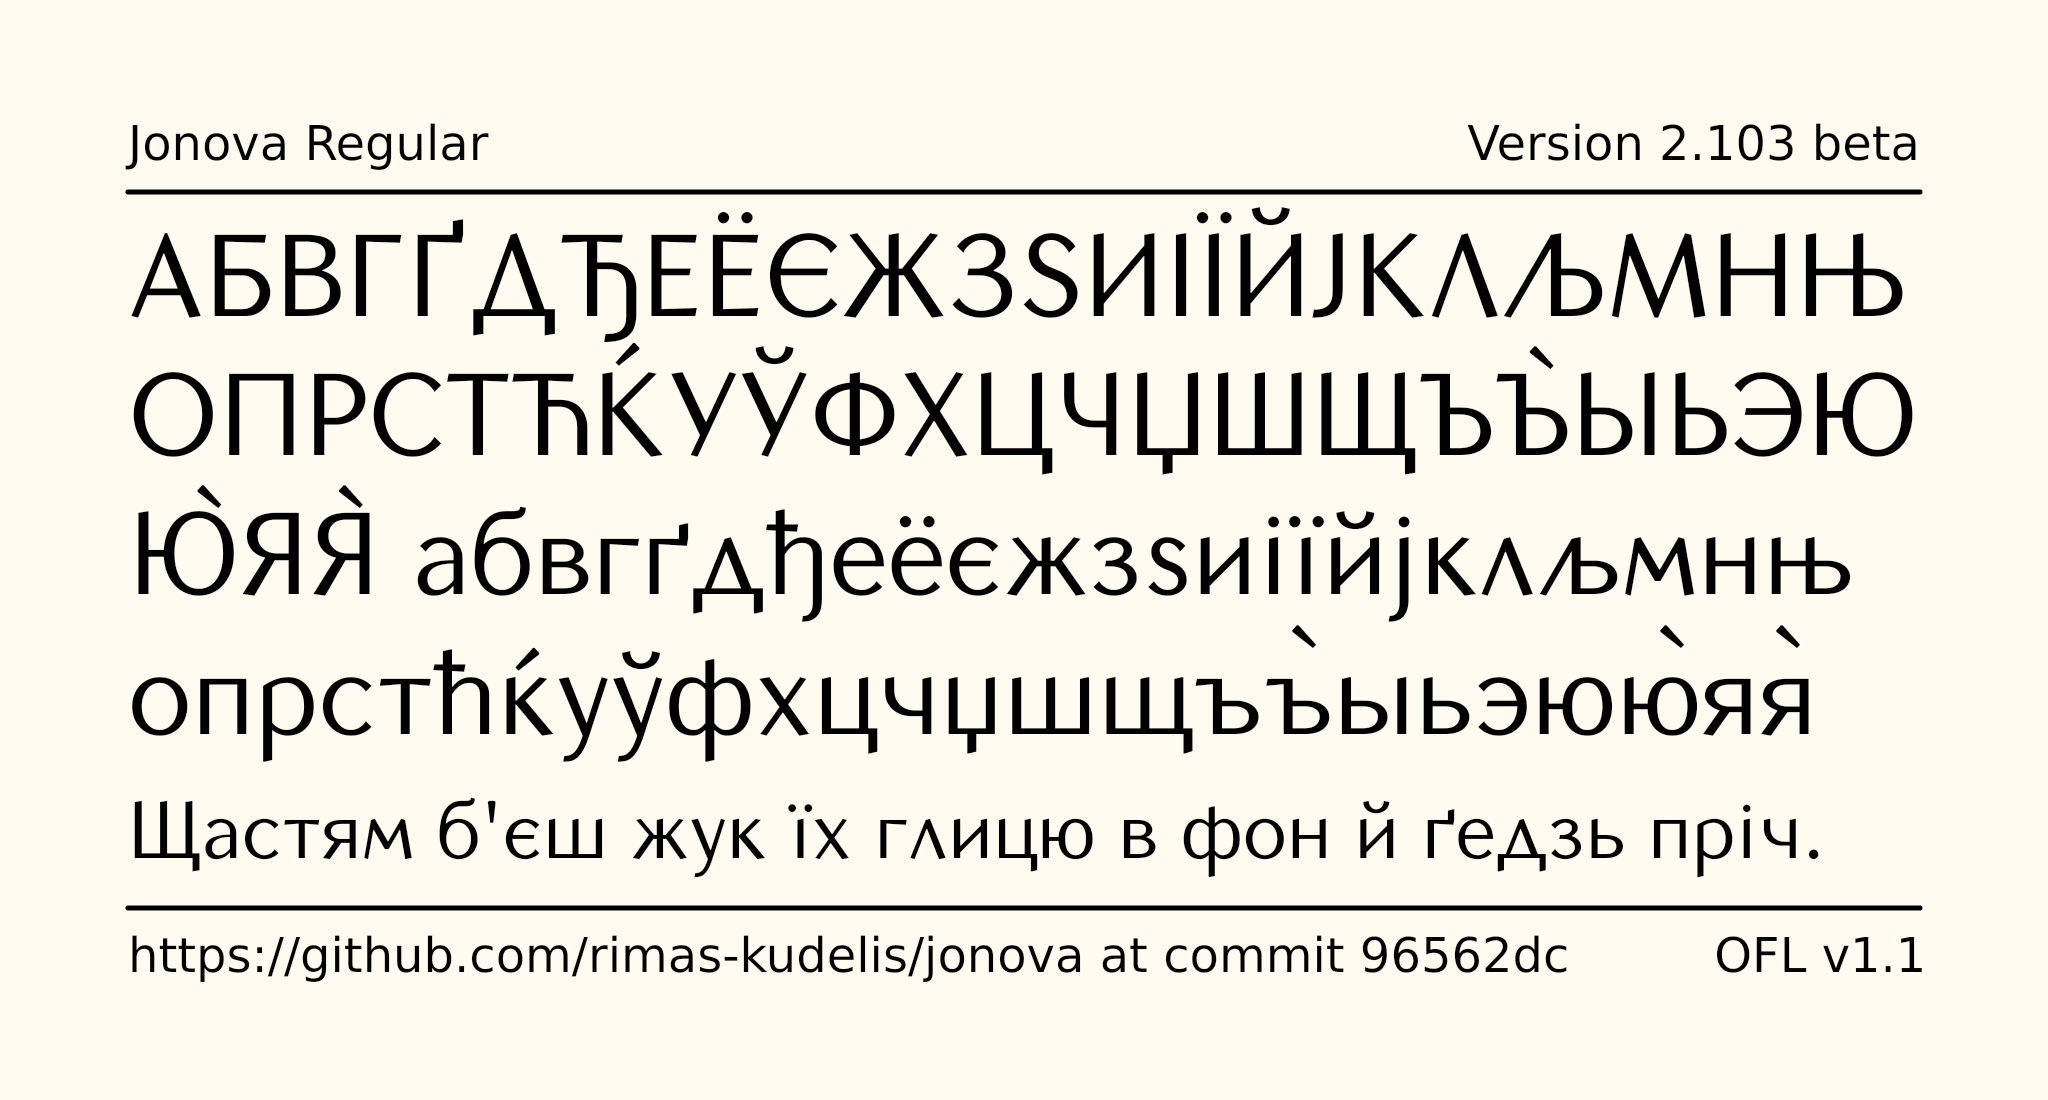 Jonova Regular Version 2.103 beta
АБВГҐДЂЕЁЄЖЗЅИІЇЙЈКЛЉМНЊ
ОПРСТЋЌУЎФХЦЧЏШЩЪЪ̀ЫЬЭЮ
Ю̀ЯЯ̀ абвгґдђеёєжзѕиіїйјклљмнњ
опрстћќуўфхцчџшщъъ̀ыьэюю̀яя̀
Щастям б'єш жук їх глицю в фон й ґедзь пріч.
https://github.com/rimas-kudelis/jonova at commit 96562dc OFL v1.1